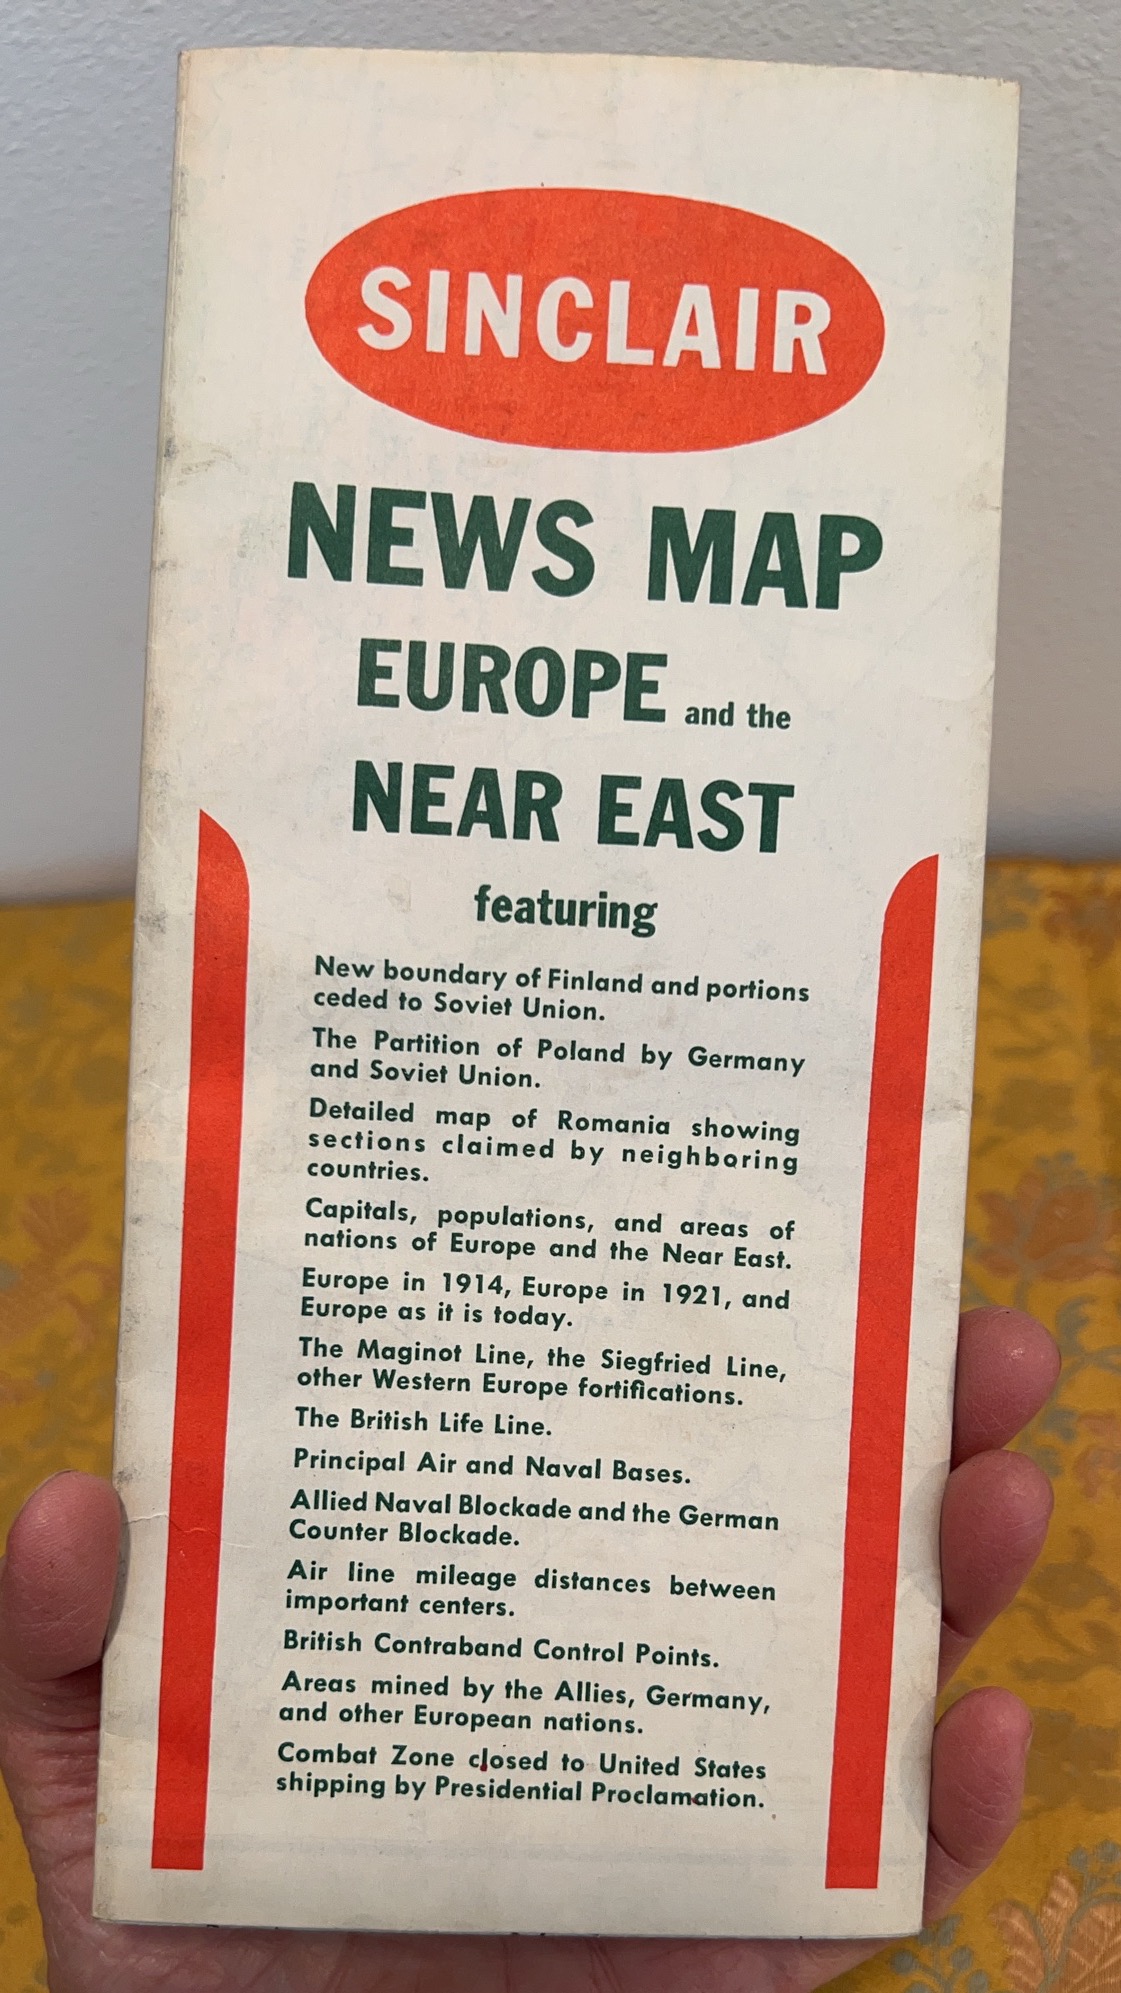 SINCLAIR
NEWS MAP
EUROPE and the
NEAR EAST
featuring
New boundary of Finland and portions
ceded to Soviet Union.
The Partition of Poland by Germany
and Soviet Union.
Detailed map of Romania showing
sections claimed by neighboring
countries.
Capitals, populations, and areas of
nations of Europe and the Near East.
Europe in 1914, Europe in 1921, and
Europe as it is today.
The Maginot Line, the Siegfried Line,
other Western Europe fortifications.
The British Life Line.
Principal Air and Naval Bases.
Allied Naval Blockade and the German
Counter Blockade.
Air line mileage distances between
important centers.
British Contraband Control Points.
Areas mined by the Allies, Germany,
and other European nations.
Combat Zone closed to United States
shipping by Presidential Proclamation.